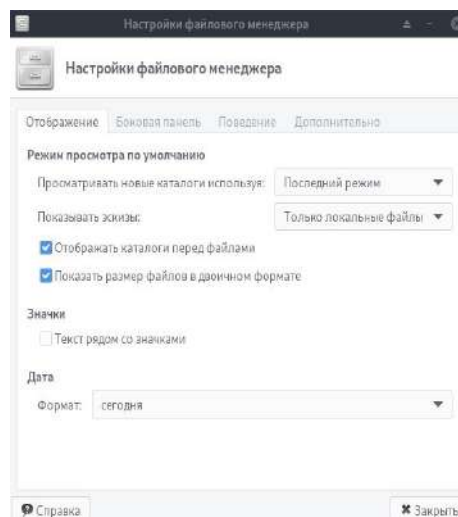 Настройки файлового менеджера
Настройки файлового менеджера
Отображение Боковая панель Поведение Дополнительно
Режим просмотра по умолчанию
Просматривать новые каталоги используя: Последний режим
Показывать эскизы: Только локальные файлы
Отображать каталоги перед файлами
Показать размер файлов в двоичном формате
Значки
Текст рядом со значками
Дата
Формат: сегодня
Справка Закрыть